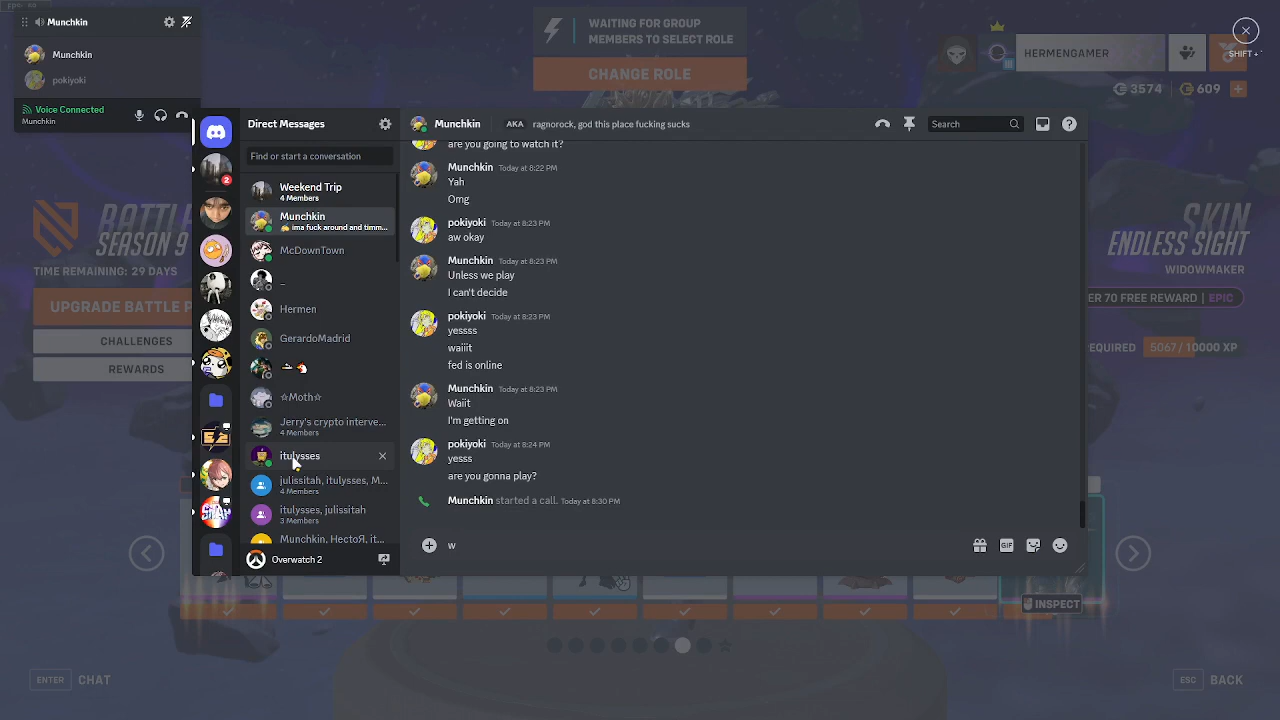 Munchkin
Munchkin
pokiyoki
Voice Connected
Munchkin
WAITING FOR GROUP
MEMBERS TO SELECT ROLE
CHANGE ROLE
HERMENGAMER
3574
609
SHIFT +
BATTLE
SEASON 9
TIME REMAINING: 29 DAYS
UPGRADE BATTLE P
CHALLENGES
REWARDS
2
Direct Messages
Find or start a conversation
Weekend Trip
4 Members
Munchkin
Ima fuck around and timm...
McDownTown
_
Hermen
GerardoMadrid
☆Moth☆
Jerry's crypto interve...
4 Members
itulysses
julissitah, itulysses, M...
4 Members
itulysses, julissitah
3 Members
Munchkin, HectoЯ, it...
Overwatch 2
Munchkin
AKA ragnorock, god this place fucking sucks
Search
are you going to watch it?
Munchkin Today at 8:22 PM
Yah
Omg
pokiyoki Today at 8:23 PM
aw okay
Munchkin Today at 8:23 PM
Unless we play
I can't decide
pokiyoki Today at 8:23 PM
yessss
waiiit
fed is online
Munchkin Today at 8:23 PM
Waiit
I'm getting on
pokiyoki Today at 8:24 PM
yesss
are you gonna play?
Munchkin started a call. Today at 8:30 PM
w
GIF
SKIN
ENDLESS SIGHT
WIDOWMAKER
ER 70 FREE REWARD | EPIC
EQUIRED 5067/10000 XP
INSPECT
ENTER CHAT
ESC BACK